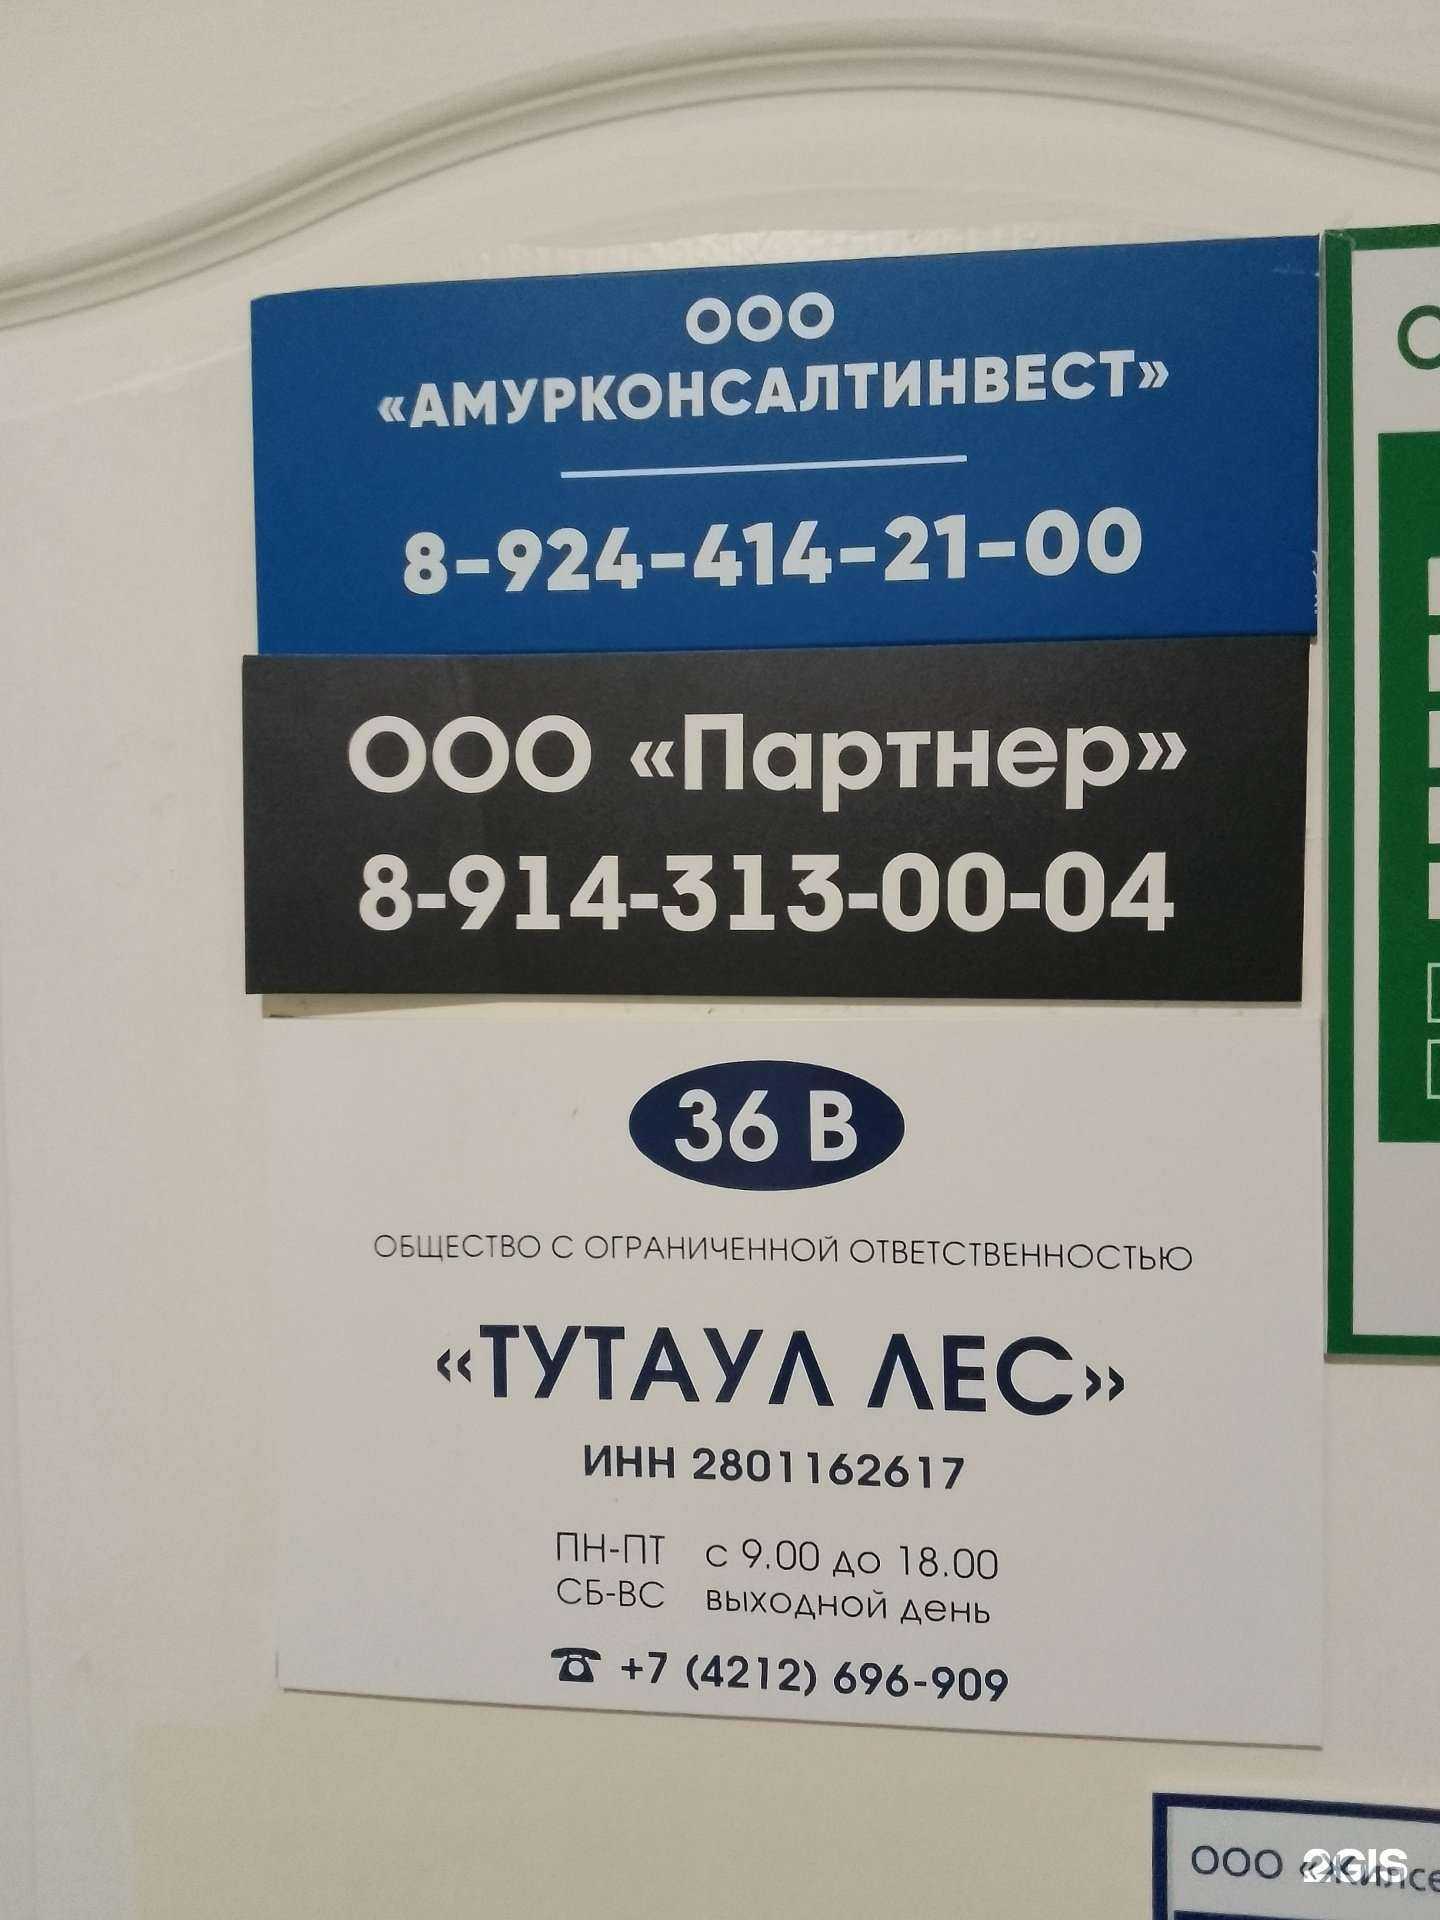 ООО
«АМУРКОНСАЛТИНВЕСТ»
8-924-414-21-00
ООО «Партнер»
8-914-313-00-04
36 В
ОБЩЕСТВО С ОГРАНИЧЕННОЙ ОТВЕТСТВЕННОСТЬЮ
«ТУТАУЛ ЛЕС»
ИНН 2801162617
ПН-ПТ с 9.00 до 18.00
СБ-ВС выходной день
☎ +7 (4212) 696-909
ООО
2GIS